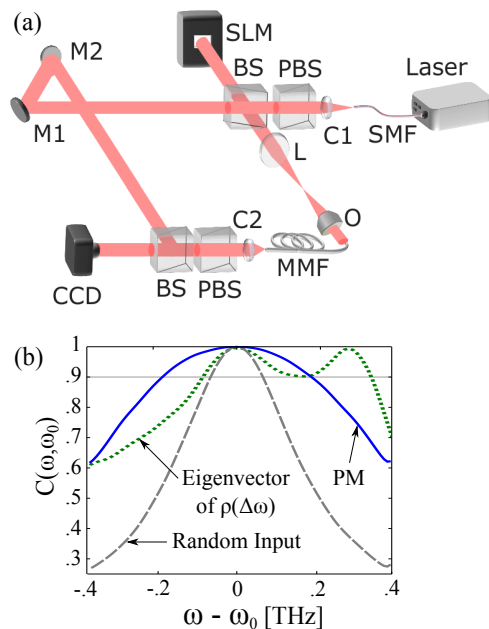 (a)
M2
SLM
BS
PBS
Laser
M1
C1
SMF
L
O
C2
MMF
CCD
BS
PBS
(b)
1
.9
.8
.7
.6
.5
.4
.3
C(ω,ω₀)
PM
Eigenvector
of ρ(Δω)
Random Input
-.4
-.2
0
.2
.4
ω - ω₀ [THz]